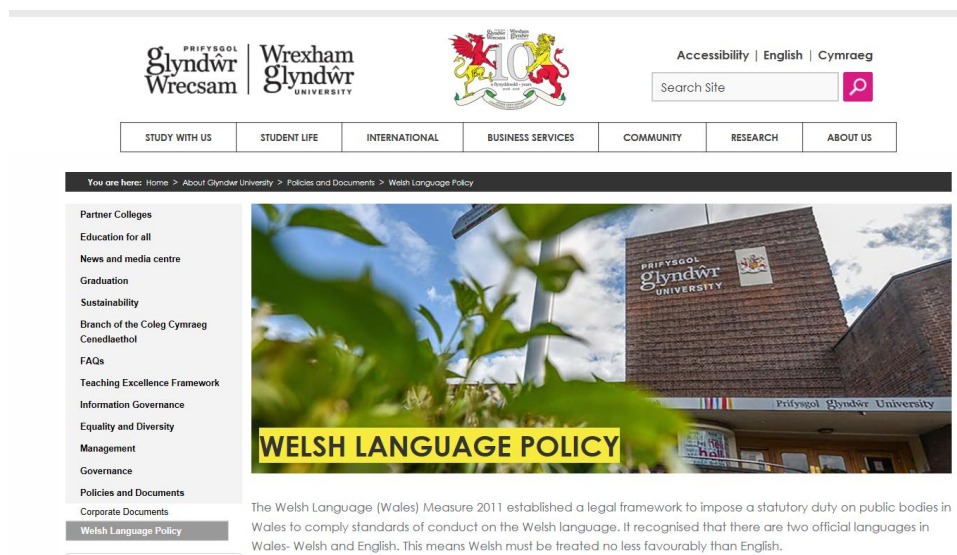 PRIFYSGOL
glyndŵr
Wrecsam
Wrexham
glyndŵr
UNIVERSITY
10
Accessibility | English | Cymraeg
Search Site
STUDY WITH US
STUDENT LIFE
INTERNATIONAL
BUSINESS SERVICES
COMMUNITY
RESEARCH
ABOUT US
You are here: Home > About Glyndwr University > Policies and Documents > Welsh Language Policy
Partner Colleges
Education for all
News and media centre
Graduation
Sustainability
Branch of the Coleg Cymraeg
Cenedlaethol
FAQs
Teaching Excellence Framework
Information Governance
Equality and Diversity
Management
Governance
Policies and Documents
Corporate Documents
Welsh Language Policy
PRIFYSGOL
glyndŵr
UNIVERSITY
Prifysgol Glyndŵr University
WELSH LANGUAGE POLICY
The Welsh Language (Wales) Measure 2011 established a legal framework to impose a statutory duty on public bodies in
Wales to comply standards of conduct on the Welsh language. It recognised that there are two official languages in
Wales- Welsh and English. This means Welsh must be treated no less favourably than English.